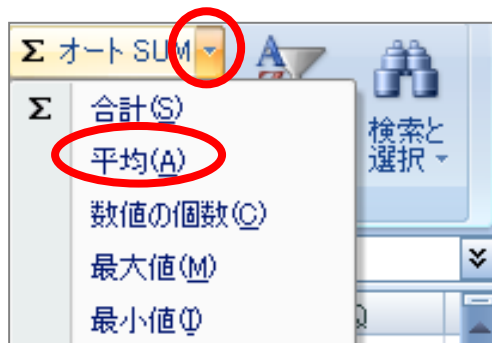 Σ オート SUM
Σ 合計(S)
平均(A)
数値の個数(C)
最大値(M)
最小値(I)
検索と
選択